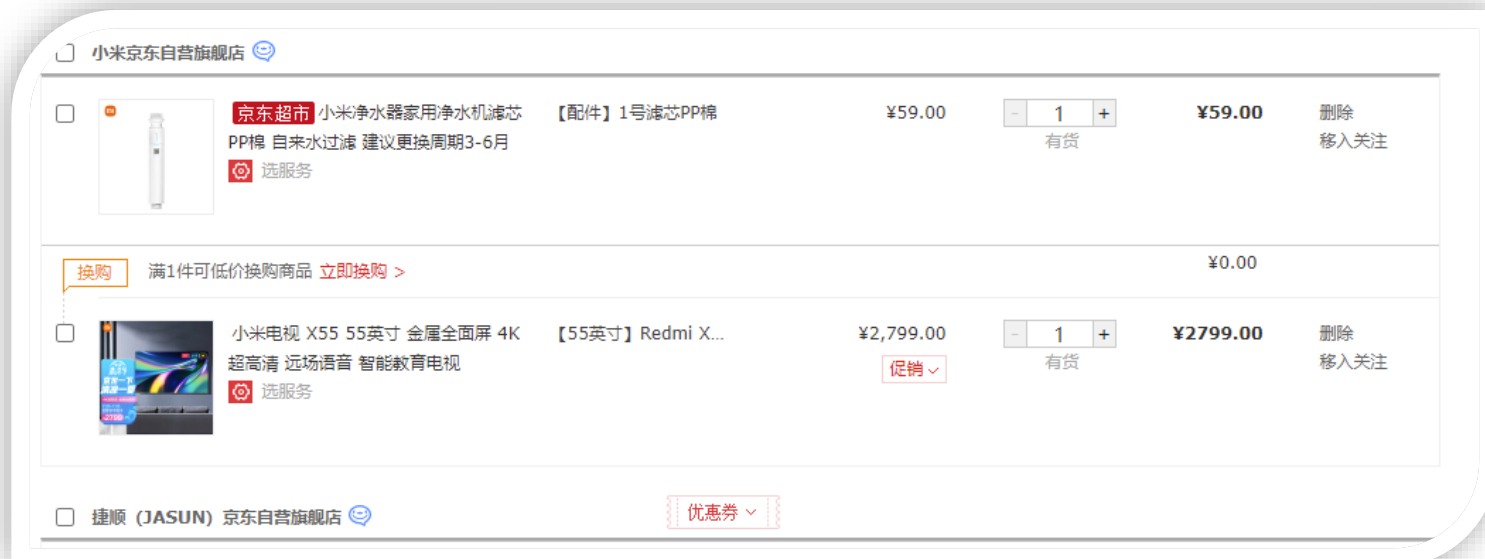 小米京东自营旗舰店
京东超市 小米净水器家用净水机滤芯
PP棉 自来水过滤 建议更换周期3-6月
选服务
【配件】1号滤芯PP棉
¥59.00
- 1 +
有货
¥59.00
删除
移入关注
换购
满1件可低价换购商品 立即换购 >
¥0.00
小米电视 X55 55英寸 金属全面屏 4K
超高清 远场语音 智能教育电视
选服务
【55英寸】Redmi X...
¥2,799.00
促销
- 1 +
有货
¥2799.00
删除
移入关注
捷顺（JASUN）京东自营旗舰店
优惠券